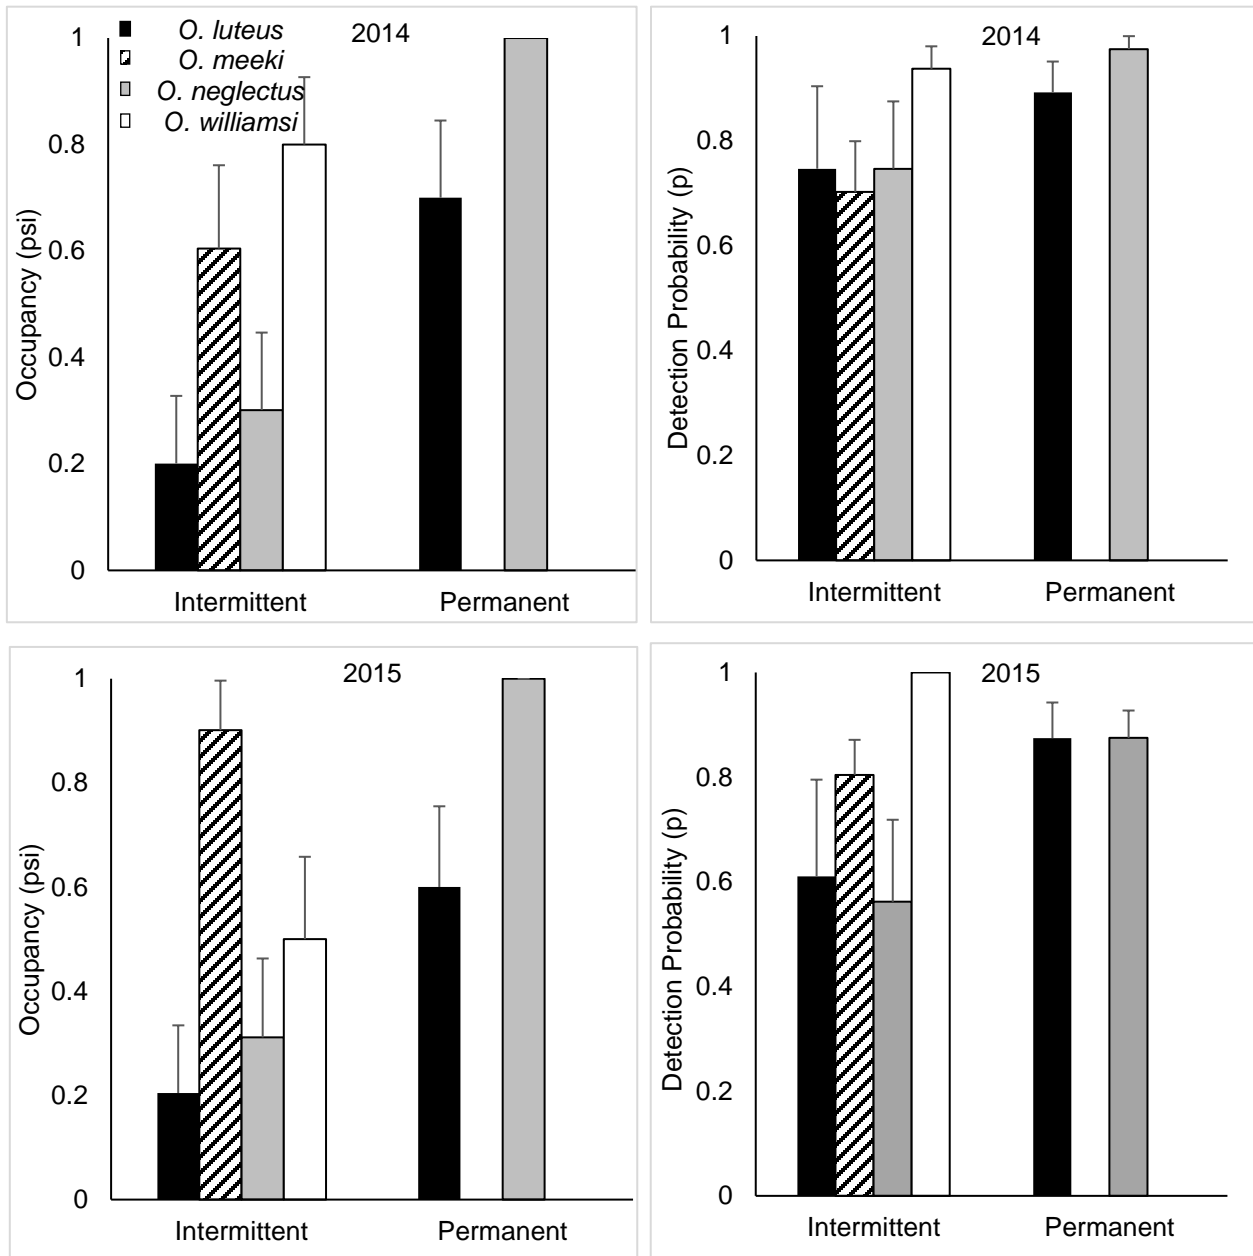 O. luteus
O. meeki
O. neglectus
O. williamsi
2014
1
0.8
0.6
0.4
0.2
0
Occupancy (psi)
Intermittent
Permanent
2014
1
0.8
0.6
0.4
0.2
0
Detection Probability (p)
Intermittent
Permanent
2015
1
0.8
0.6
0.4
0.2
0
Occupancy (psi)
Intermittent
Permanent
2015
1
0.8
0.6
0.4
0.2
0
Detection Probability (p)
Intermittent
Permanent